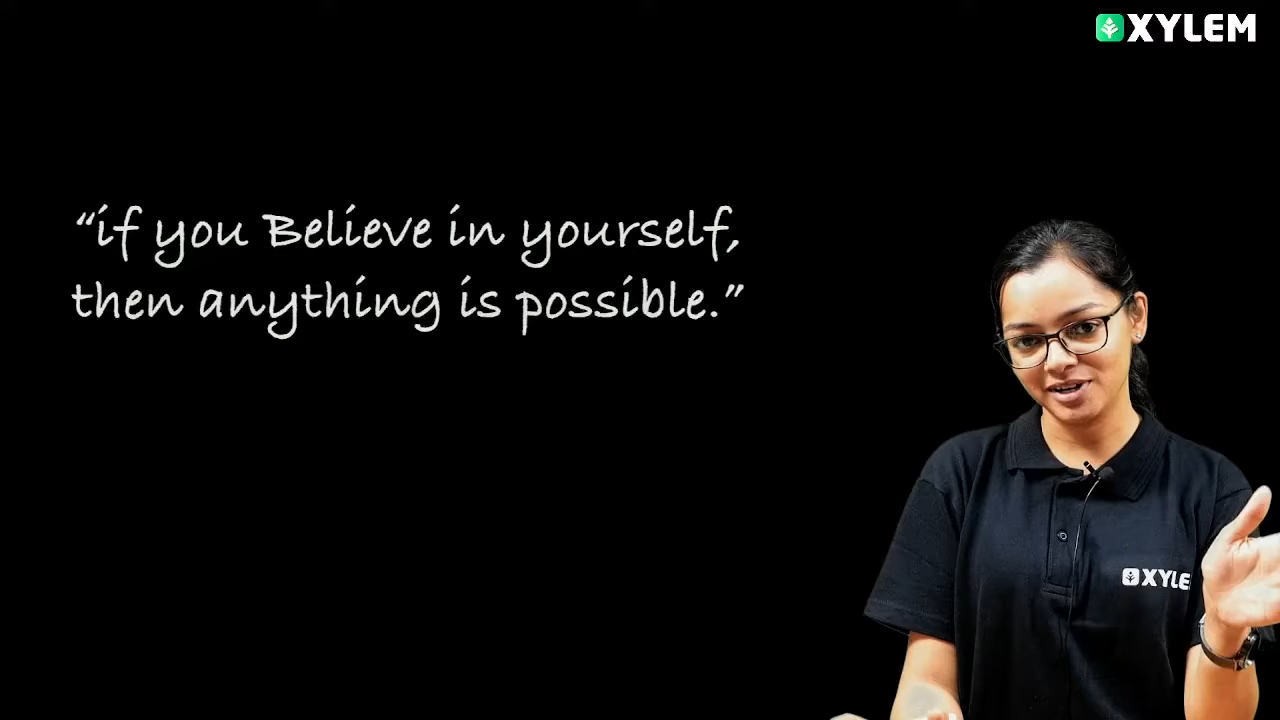 XYLEM
“if you Believe in yourself,
then anything is possible.”
XYLE